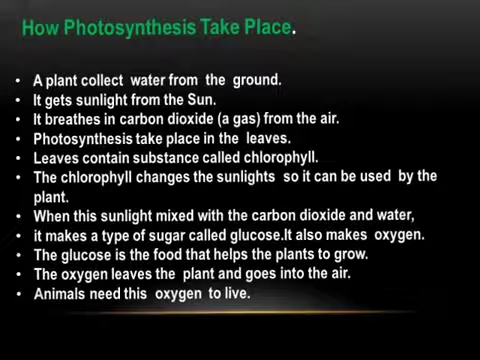 How Photosynthesis Take Place.
• A plant collect water from the ground.
• It gets sunlight from the Sun.
• It breathes in carbon dioxide (a gas) from the air.
• Photosynthesis take place in the leaves.
• Leaves contain substance called chlorophyll.
• The chlorophyll changes the sunlights so it can be used by the
plant.
• When this sunlight mixed with the carbon dioxide and water,
• it makes a type of sugar called glucose.It also makes oxygen.
• The glucose is the food that helps the plants to grow.
• The oxygen leaves the plant and goes into the air.
• Animals need this oxygen to live.